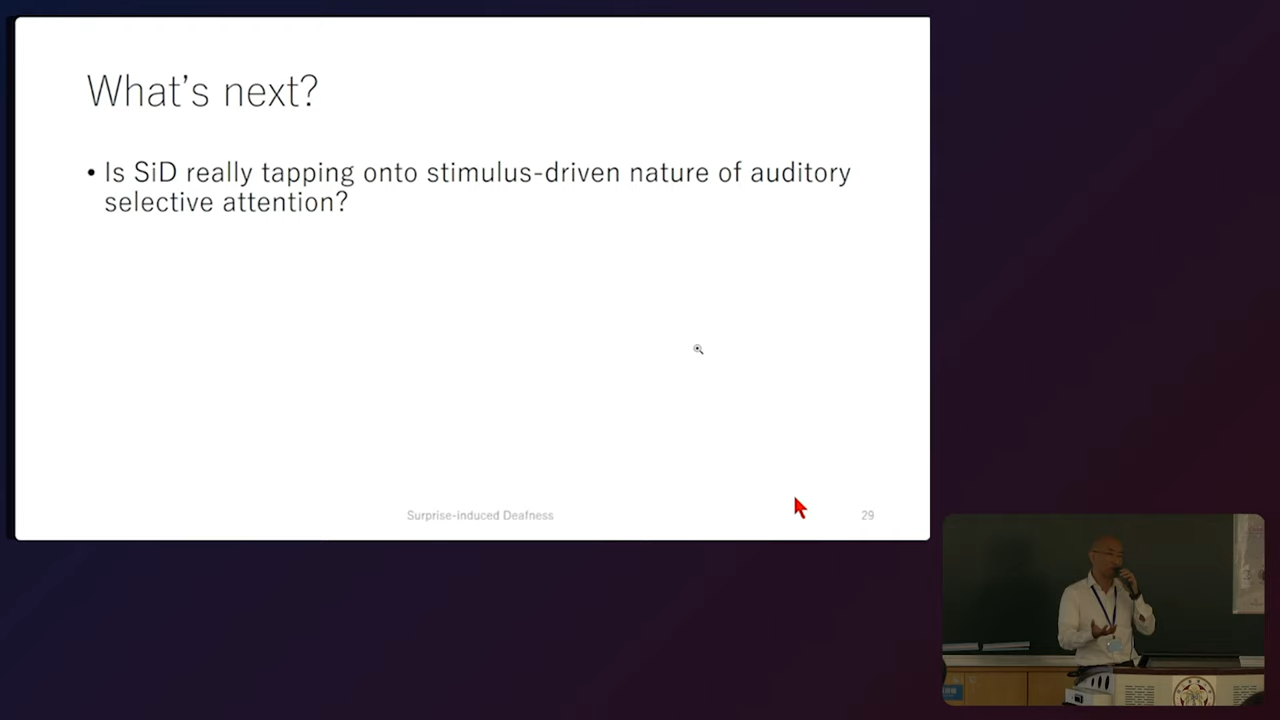 What's next?
• Is SiD really tapping onto stimulus-driven nature of auditory
selective attention?
Surprise-induced Deafness
29